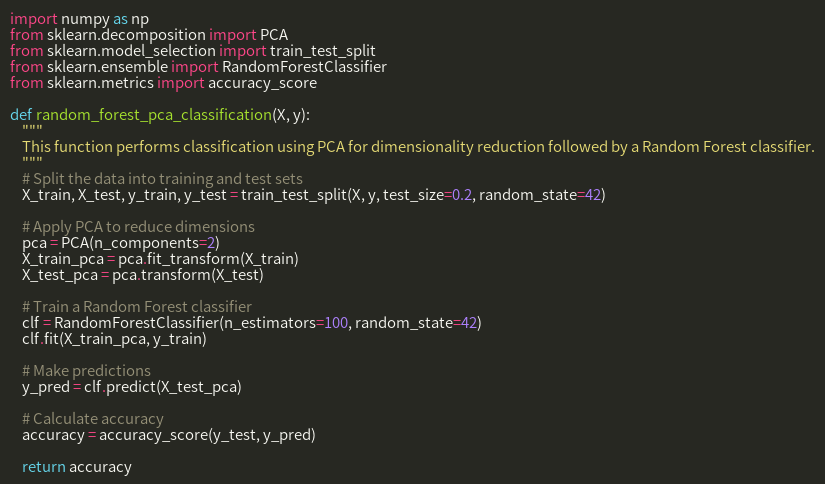 import numpy as np
from sklearn.decomposition import PCA
from sklearn.model_selection import train_test_split
from sklearn.ensemble import RandomForestClassifier
from sklearn.metrics import accuracy_score

def random_forest_pca_classification(X, y):
    """
    This function performs classification using PCA for dimensionality reduction followed by a Random Forest classifier.
    """
    # Split the data into training and test sets
    X_train, X_test, y_train, y_test = train_test_split(X, y, test_size=0.2, random_state=42)

    # Apply PCA to reduce dimensions
    pca = PCA(n_components=2)
    X_train_pca = pca.fit_transform(X_train)
    X_test_pca = pca.transform(X_test)

    # Train a Random Forest classifier
    clf = RandomForestClassifier(n_estimators=100, random_state=42)
    clf.fit(X_train_pca, y_train)

    # Make predictions
    y_pred = clf.predict(X_test_pca)

    # Calculate accuracy
    accuracy = accuracy_score(y_test, y_pred)

    return accuracy